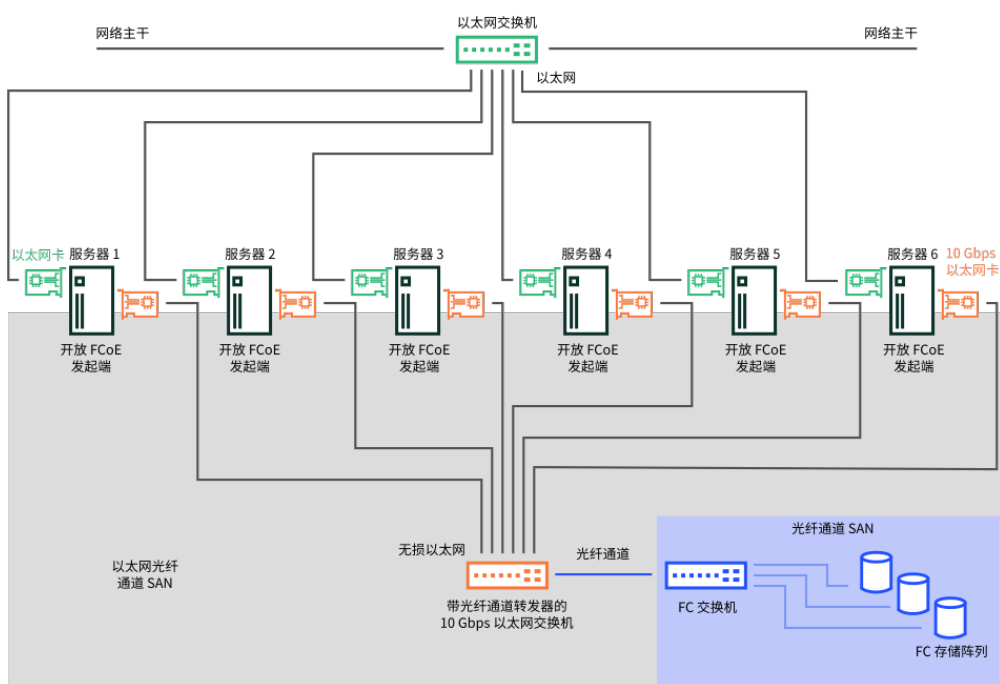 以太网交换机
网络主干
网络主干
以太网
以太网卡
服务器 1
服务器 2
服务器 3
服务器 4
服务器 5
服务器 6
10 Gbps
以太网卡
开放 FCoE
发起端
开放 FCoE
发起端
开放 FCoE
发起端
开放 FCoE
发起端
开放 FCoE
发起端
开放 FCoE
发起端
以太网光纤
通道 SAN
无损以太网
光纤通道
光纤通道 SAN
带光纤通道转发器的
10 Gbps 以太网交换机
FC 交换机
FC 存储阵列